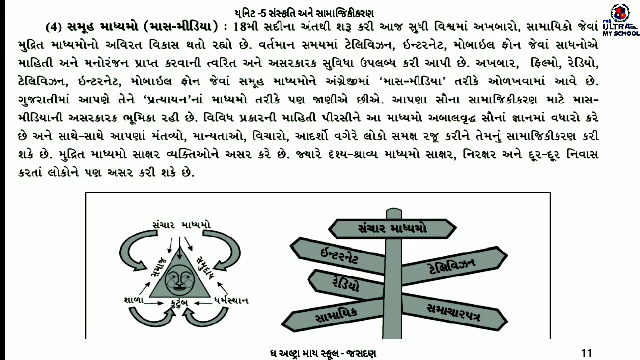 યૂનિટ -5 સંસ્કૃતિ અને સામાજિકીકરણ
ULTRA
MY SCHOOL
(4) સમૂહ માધ્યમો (માસ-મીડિયા) : 18મી સદીના અંતથી શરૂ કરી આજ સુધી વિશ્વમાં અખબારો, સામાયિકો જેવાં
મુદ્રિત માધ્યમોનો અવિરત વિકાસ થતો રહ્યો છે. વર્તમાન સમયમાં ટેલિવિઝન, ઇન્ટરનેટ, મોબાઇલ ફોન જેવાં સાધનોએ
માહિતી અને મનોરંજન પ્રાપ્ત કરવાની ત્વરિત અને અસરકારક સુવિધા ઉપલબ્ધ કરી આપી છે. અખબાર, ફિલ્મો, રેડિયો,
ટેલિવિઝન, ઇન્ટરનેટ, મોબાઇલ ફોન જેવાં સમૂહ માધ્યમોને અંગ્રેજીમાં 'માસ-મીડિયા' તરીકે ઓળખવામાં આવે છે.
ગુજરાતીમાં આપણે તેને 'પ્રત્યાયન'નાં માધ્યમો તરીકે પણ જાણીએ છીએ. આપણા સૌના સામાજિકીકરણ માટે માસ-
મીડિયાની અસરકારક ભૂમિકા રહી છે. વિવિધ પ્રકારની માહિતી પીરસીને આ માધ્યમો અબાલવૃદ્ધ સૌનાં જ્ઞાનમાં વધારો કરે
છે અને સાથે-સાથે આપણાં મંતવ્યો, માન્યતાઓ, વિચારો, આદર્શો વગેરે લોકો સમક્ષ રજૂ કરીને તેમનું સામાજિકીકરણ કરી
શકે છે. મુદ્રિત માધ્યમો સાક્ષર વ્યક્તિઓને અસર કરે છે. જ્યારે દૃશ્ય-શ્રાવ્ય માધ્યમો સાક્ષર, નિરક્ષર અને દૂર-દૂર નિવાસ
કરતાં લોકોને પણ અસર કરી શકે છે.
સંચાર માધ્યમો
સમાજ
સમુદાય
શાળા
કુટુંબ
ધર્મસ્થાન
સંચાર માધ્યમો
ઇન્ટરનેટ
ટેલિવિઝન
રેડિયો
સામાયિક
સમાચારપત્ર
ધ અલ્ટ્રા માય સ્કૂલ - જસદણ
11